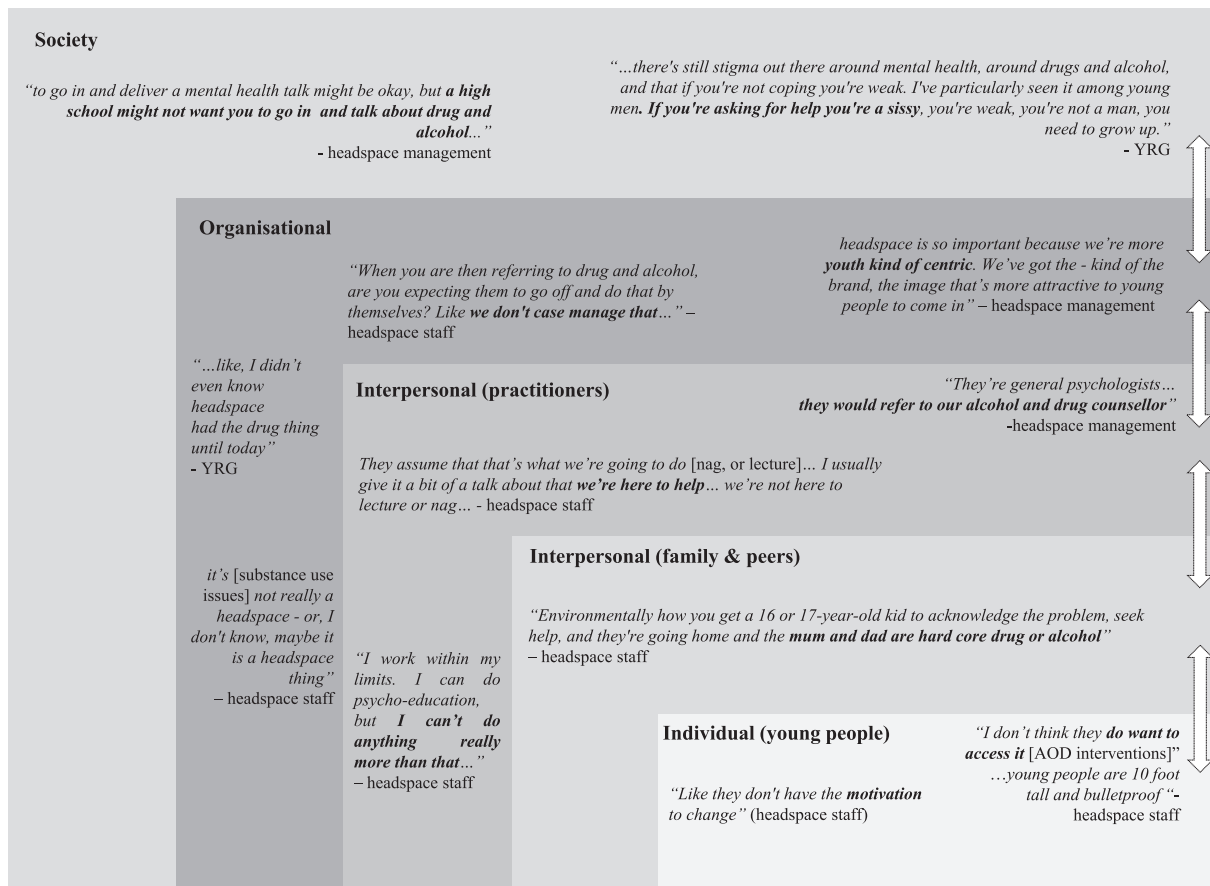 Society
“to go in and deliver a mental health talk might be okay, but a high
school might not want you to go in and talk about drug and
alcohol...”
- headspace management
“…there's still stigma out there around mental health, around drugs and alcohol,
and that if you're not coping you're weak. I've particularly seen it among young
men. If you're asking for help you're a sissy, you're weak, you're not a man, you
need to grow up.”
- YRG
Organisational
“When you are then referring to drug and alcohol,
are you expecting them to go off and do that by
themselves? Like we don't case manage that…” –
headspace staff
headspace is so important because we’re more
youth kind of centric. We’ve got the - kind of the
brand, the image that’s more attractive to young
people to come in” – headspace management
“…like, I didn’t
even know
headspace
had the drug thing
until today”
- YRG
it’s [substance use
issues] not really a
headspace - or, I
don't know, maybe it
is a headspace
thing”
– headspace staff
Interpersonal (practitioners)
“They’re general psychologists…
they would refer to our alcohol and drug counsellor”
-headspace management
They assume that that’s what we’re going to do [nag, or lecture]… I usually
give it a bit of a talk about that we’re here to help… we’re not here to
lecture or nag… - headspace staff
“I work within my
limits. I can do
psycho-education,
but I can’t do
anything really
more than that…”
– headspace staff
Interpersonal (family & peers)
“Environmentally how you get a 16 or 17-year-old kid to acknowledge the problem, seek
help, and they're going home and the mum and dad are hard core drug or alcohol”
– headspace staff
Individual (young people)
“Like they don't have the motivation
to change” (headspace staff)
“I don’t think they do want to
access it [AOD interventions]”
…young people are 10 foot
tall and bulletproof “-
headspace staff